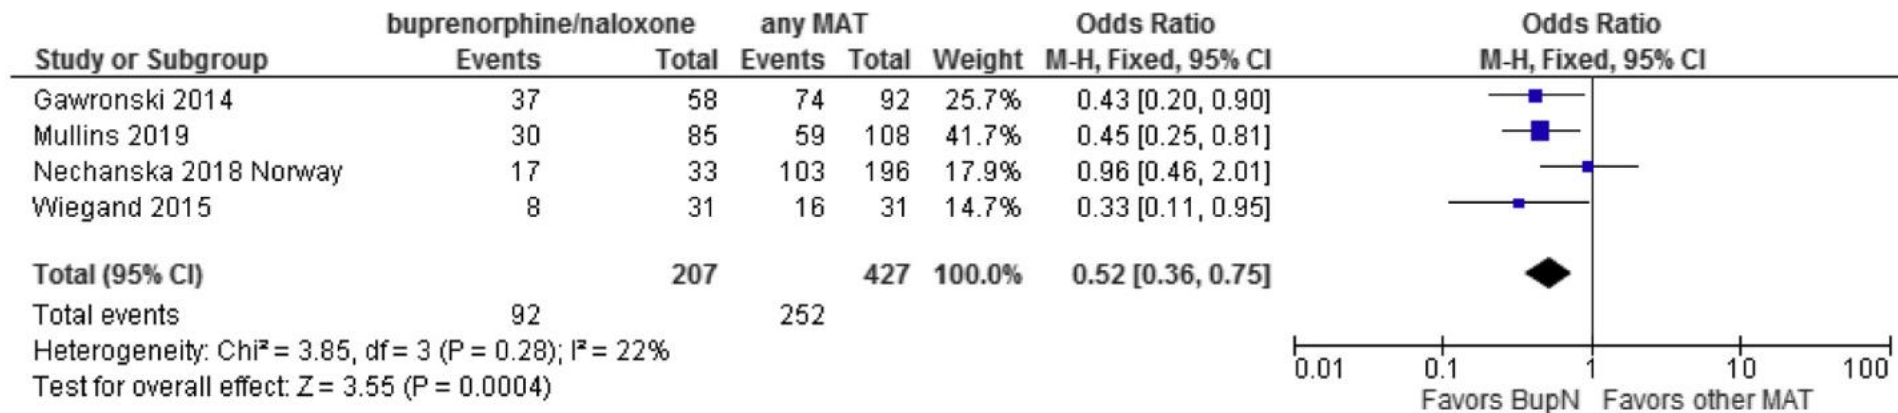 buprenorphine/naloxone any MAT Odds Ratio Odds Ratio
Study or Subgroup Events Total Events Total Weight M-H, Fixed, 95% CI M-H, Fixed, 95% CI
Gawronski 2014 37 58 74 92 25.7% 0.43 [0.20, 0.90]
Mullins 2019 30 85 59 108 41.7% 0.45 [0.25, 0.81]
Nechanska 2018 Norway 17 33 103 196 17.9% 0.96 [0.46, 2.01]
Wiegand 2015 8 31 16 31 14.7% 0.33 [0.11, 0.95]
Total (95% CI) 207 427 100.0% 0.52 [0.36, 0.75]
Total events 92 252
Heterogeneity: Chi² = 3.85, df = 3 (P = 0.28); I² = 22%
Test for overall effect: Z = 3.55 (P = 0.0004)
0.01 0.1 1 10 100
Favors BupN Favors other MAT